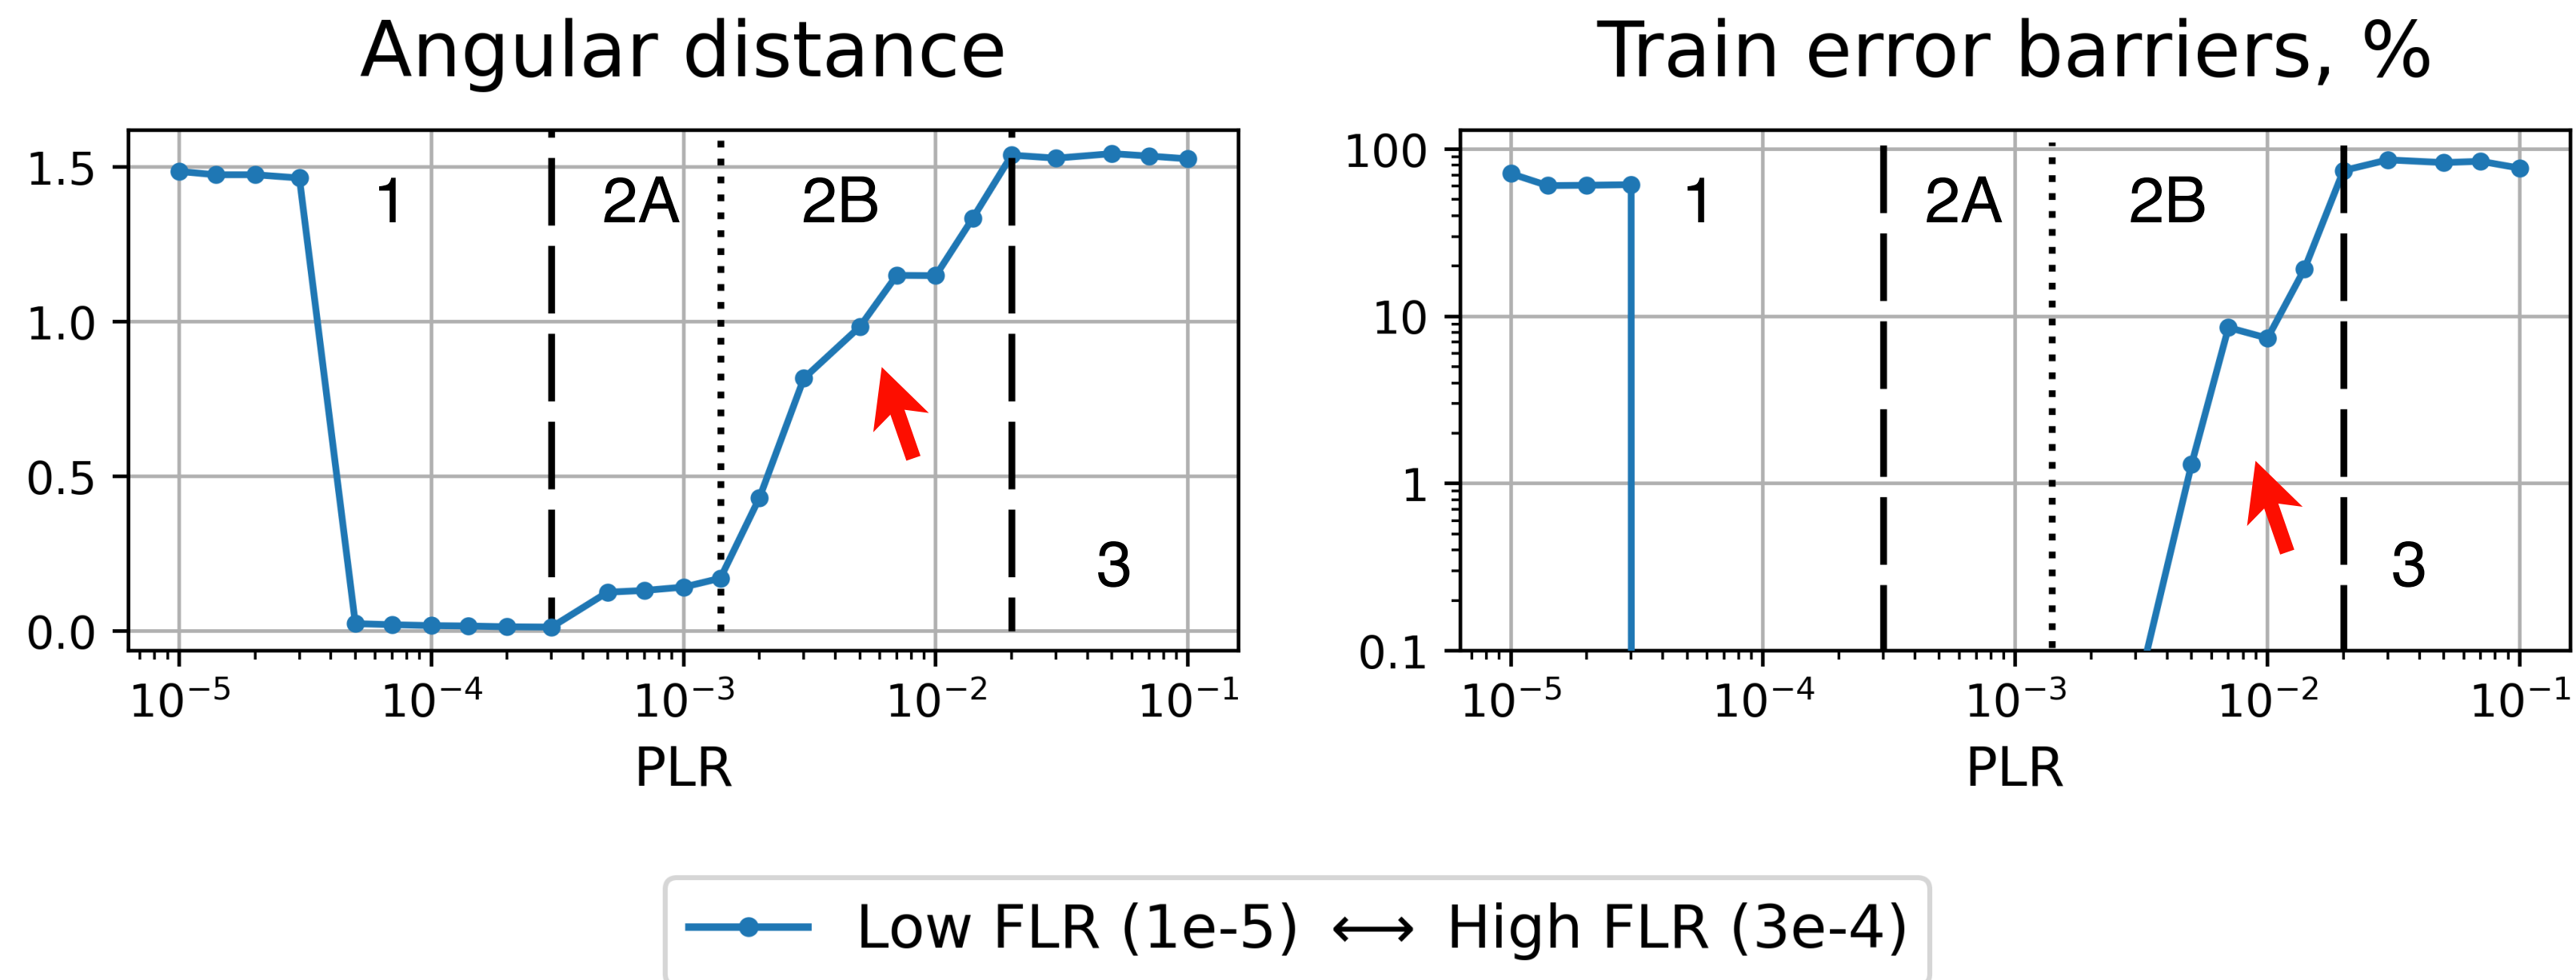 Angular distance
1.5
1.0
0.5
0.0
1
2A
2B
3
10⁻⁵
10⁻⁴
10⁻³
10⁻²
10⁻¹
PLR
Train error barriers, %
100
10
1
0.1
1
2A
2B
3
10⁻⁵
10⁻⁴
10⁻³
10⁻²
10⁻¹
PLR
Low FLR (1e-5) ⟷ High FLR (3e-4)